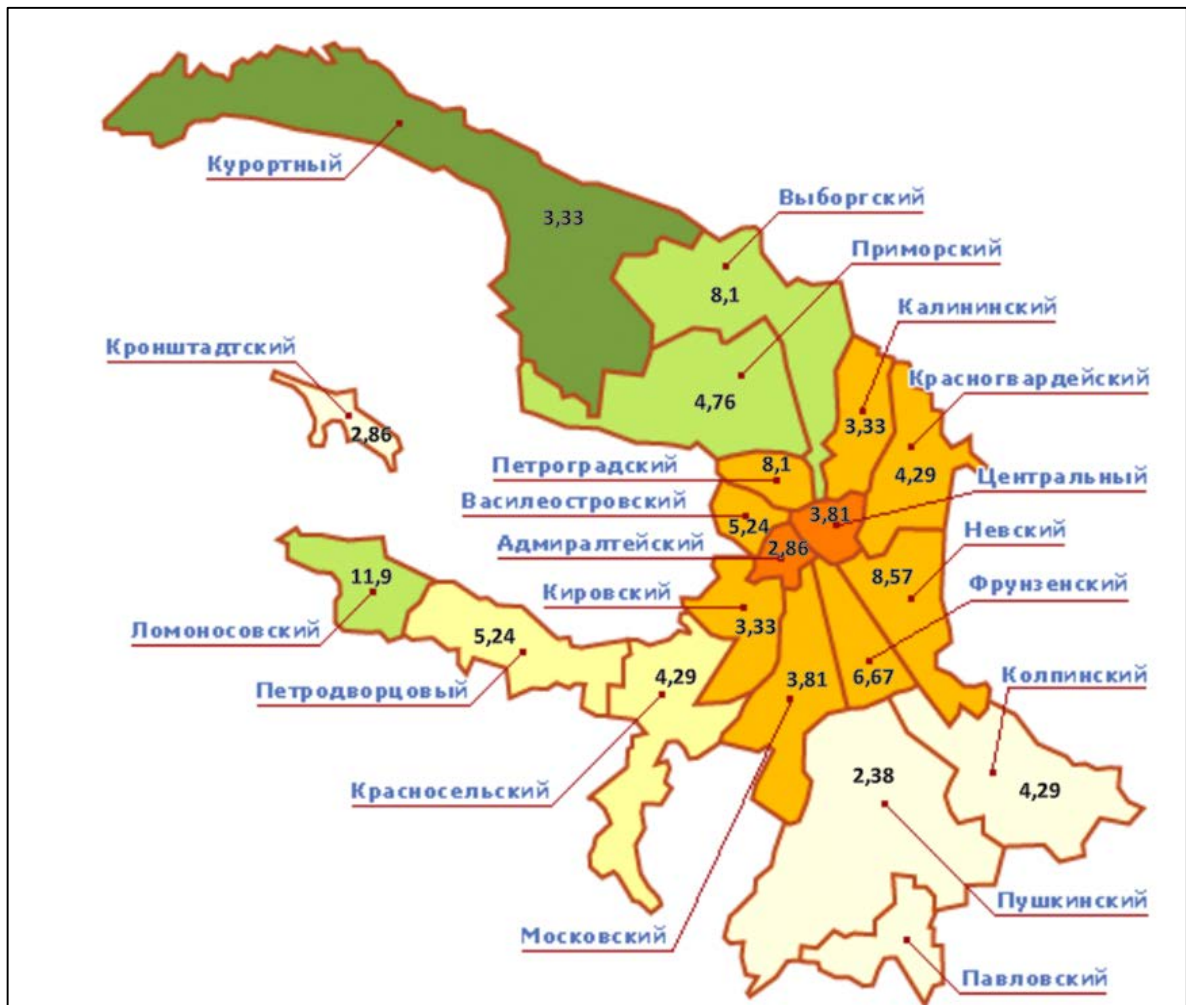 Курортный
3,33
Выборгский
Приморский
8,1
Калининский
Кронштадтский
Красногвардейский
4,76
2,86
3,33
Петроградский
8,1
4,29
Центральный
Василеостровский
5,24
3,81
Адмиралтейский
2,86
Невский
11,9
8,57
Фрунзенский
Кировский
3,33
Ломоносовский
5,24
Петродворцовый
4,29
3,81
6,67
Колпинский
Красносельский
2,38
4,29
Пушкинский
Московский
Павловский